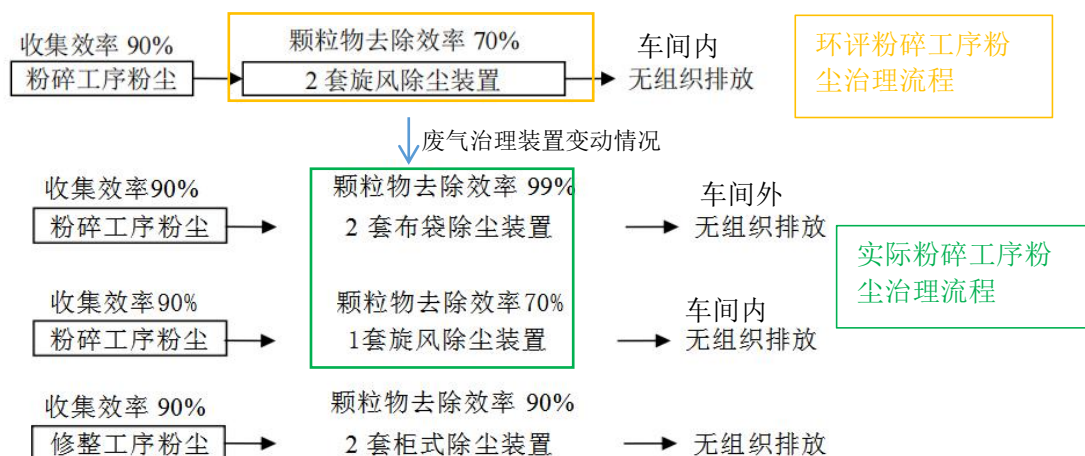 收集效率 90%
粉碎工序粉尘
颗粒物去除效率 70%
2 套旋风除尘装置
车间内
无组织排放
环评粉碎工序粉
尘治理流程
废气治理装置变动情况
收集效率90%
粉碎工序粉尘
颗粒物去除效率 99%
2 套布袋除尘装置
车间外
无组织排放
实际粉碎工序粉
尘治理流程
收集效率90%
粉碎工序粉尘
颗粒物去除效率70%
1套旋风除尘装置
车间内
无组织排放
收集效率 90%
修整工序粉尘
颗粒物去除效率 90%
2 套柜式除尘装置
无组织排放